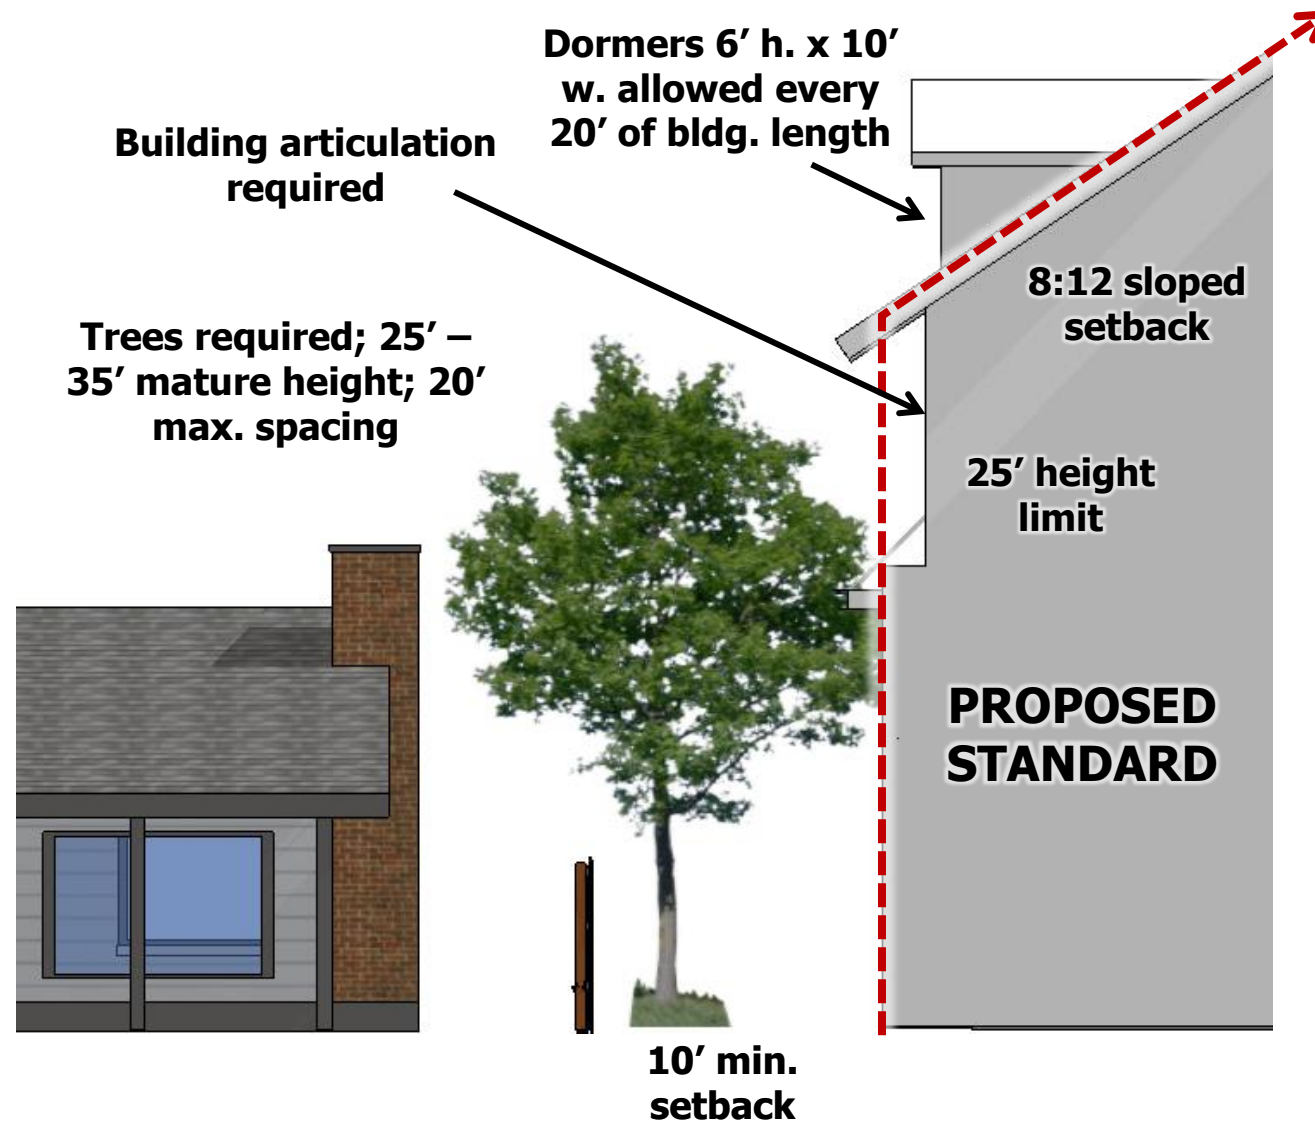 Dormers 6′ h. x 10′
w. allowed every
20′ of bldg. length
Building articulation
required
8:12 sloped
setback
Trees required; 25′ –
35′ mature height; 20′
max. spacing
25′ height
limit
PROPOSED
STANDARD
10′ min.
setback